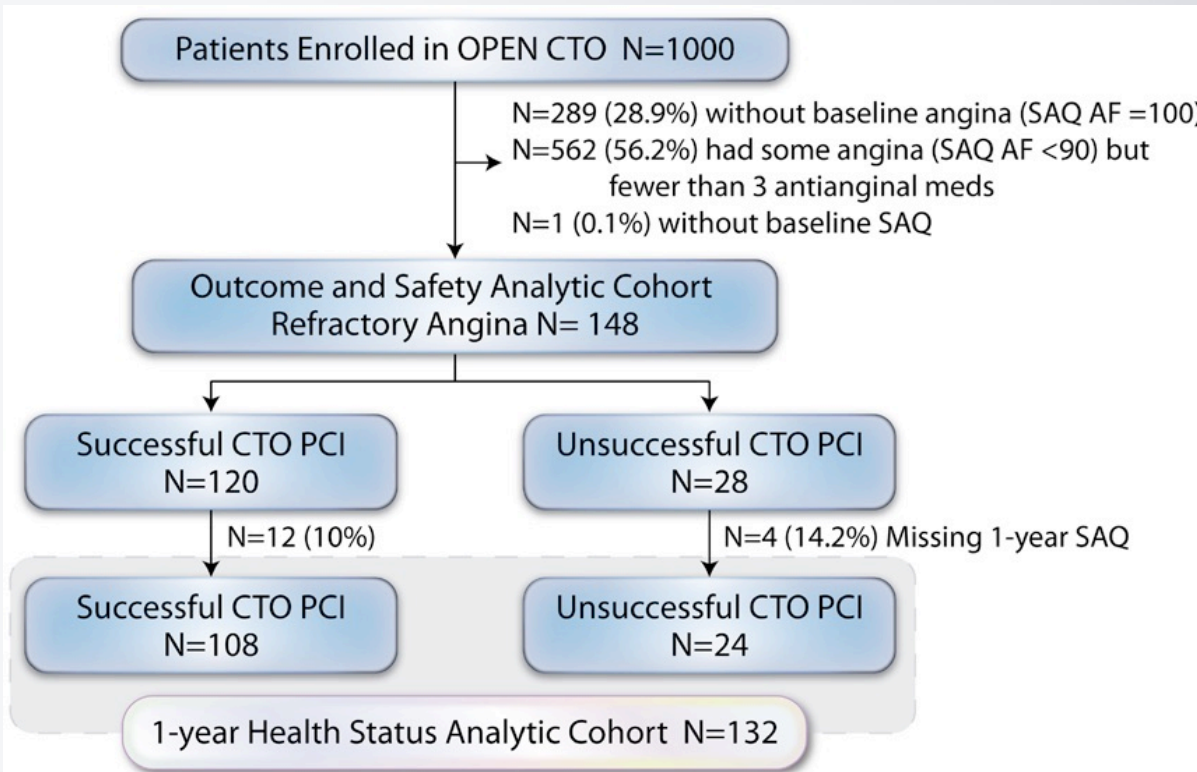 Patients Enrolled in OPEN CTO N=1000
N=289 (28.9%) without baseline angina (SAQ AF =100)
N=562 (56.2%) had some angina (SAQ AF <90) but
fewer than 3 antianginal meds
N=1 (0.1%) without baseline SAQ
Outcome and Safety Analytic Cohort
Refractory Angina N= 148
Successful CTO PCI
N=120
Unsuccessful CTO PCI
N=28
N=12 (10%)
N=4 (14.2%) Missing 1-year SAQ
Successful CTO PCI
N=108
Unsuccessful CTO PCI
N=24
1-year Health Status Analytic Cohort N=132